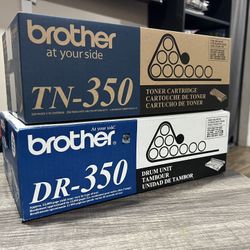 brother
at your side
TN-350
TONER CARTRIDGE
CARTOUCHE DE TONER
CARTUCHO DE TONER
at your side
brother
DR-350
DRUM UNIT
TAMBOUR
UNIDAD DE TAMBOR